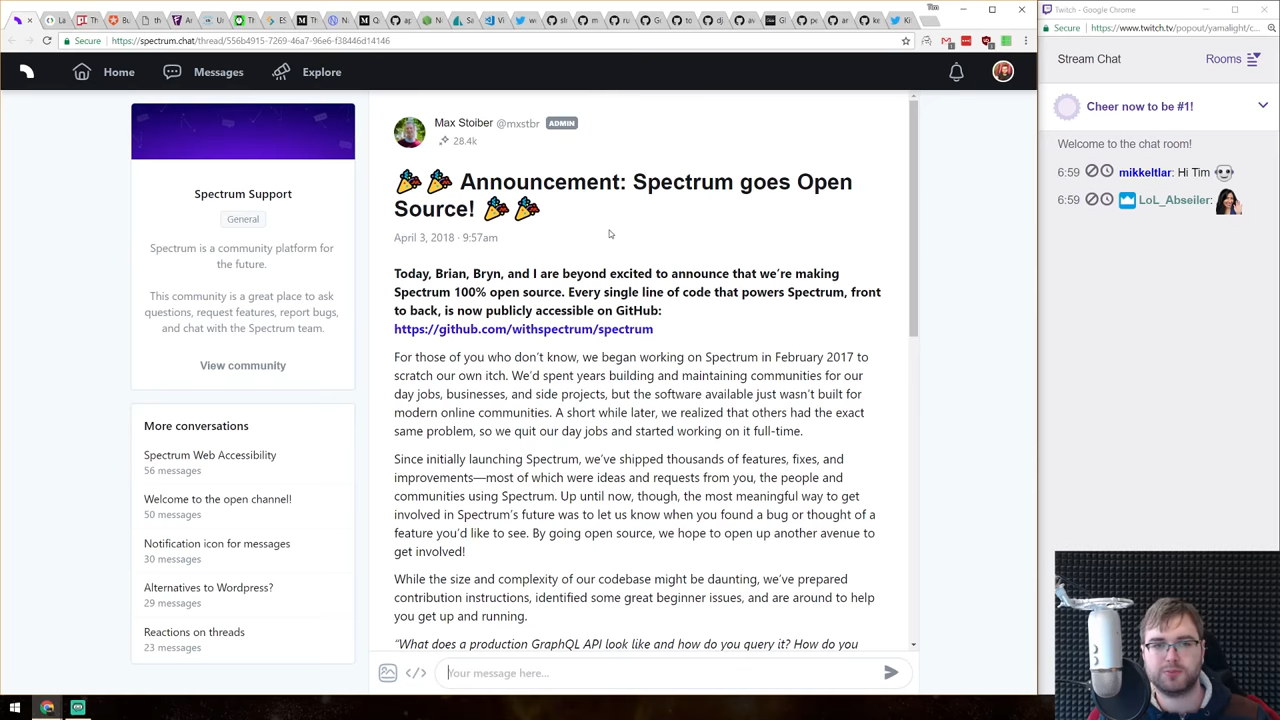 Tim
Secure
https://spectrum.chat/thread/556b4915-7269-46a7-96e6-f38446d14146
Home
Messages
Explore
Spectrum Support
General
Spectrum is a community platform for
the future.
This community is a great place to ask
questions, request features, report bugs,
and chat with the Spectrum team.
View community
More conversations
Spectrum Web Accessibility
56 messages
Welcome to the open channel!
50 messages
Notification icon for messages
30 messages
Alternatives to Wordpress?
29 messages
Reactions on threads
23 messages
Max Stoiber @mxstbr ADMIN
28.4k
Announcement: Spectrum goes Open
Source!
April 3, 2018 · 9:57am
Today, Brian, Bryn, and I are beyond excited to announce that we're making
Spectrum 100% open source. Every single line of code that powers Spectrum, front
to back, is now publicly accessible on GitHub:
https://github.com/withspectrum/spectrum
For those of you who don't know, we began working on Spectrum in February 2017 to
scratch our own itch. We'd spent years building and maintaining communities for our
day jobs, businesses, and side projects, but the software available just wasn't built for
modern online communities. A short while later, we realized that others had the exact
same problem, so we quit our day jobs and started working on it full-time.
Since initially launching Spectrum, we've shipped thousands of features, fixes, and
improvements—most of which were ideas and requests from you, the people and
communities using Spectrum. Up until now, though, the most meaningful way to get
involved in Spectrum's future was to let us know when you found a bug or thought of a
feature you'd like to see. By going open source, we hope to open up another avenue to
get involved!
While the size and complexity of our codebase might be daunting, we've prepared
contribution instructions, identified some great beginner issues, and are around to help
you get up and running.
"What does a production GraphQL API look like and how do you query it? How do you
Your message here...
Twitch - Google Chrome
Secure
https://www.twitch.tv/popout/yamalight/c...
Stream Chat
Rooms
Cheer now to be #1!
Welcome to the chat room!
6:59 mikkeltlar: Hi Tim
6:59 LoL_Abseiler: